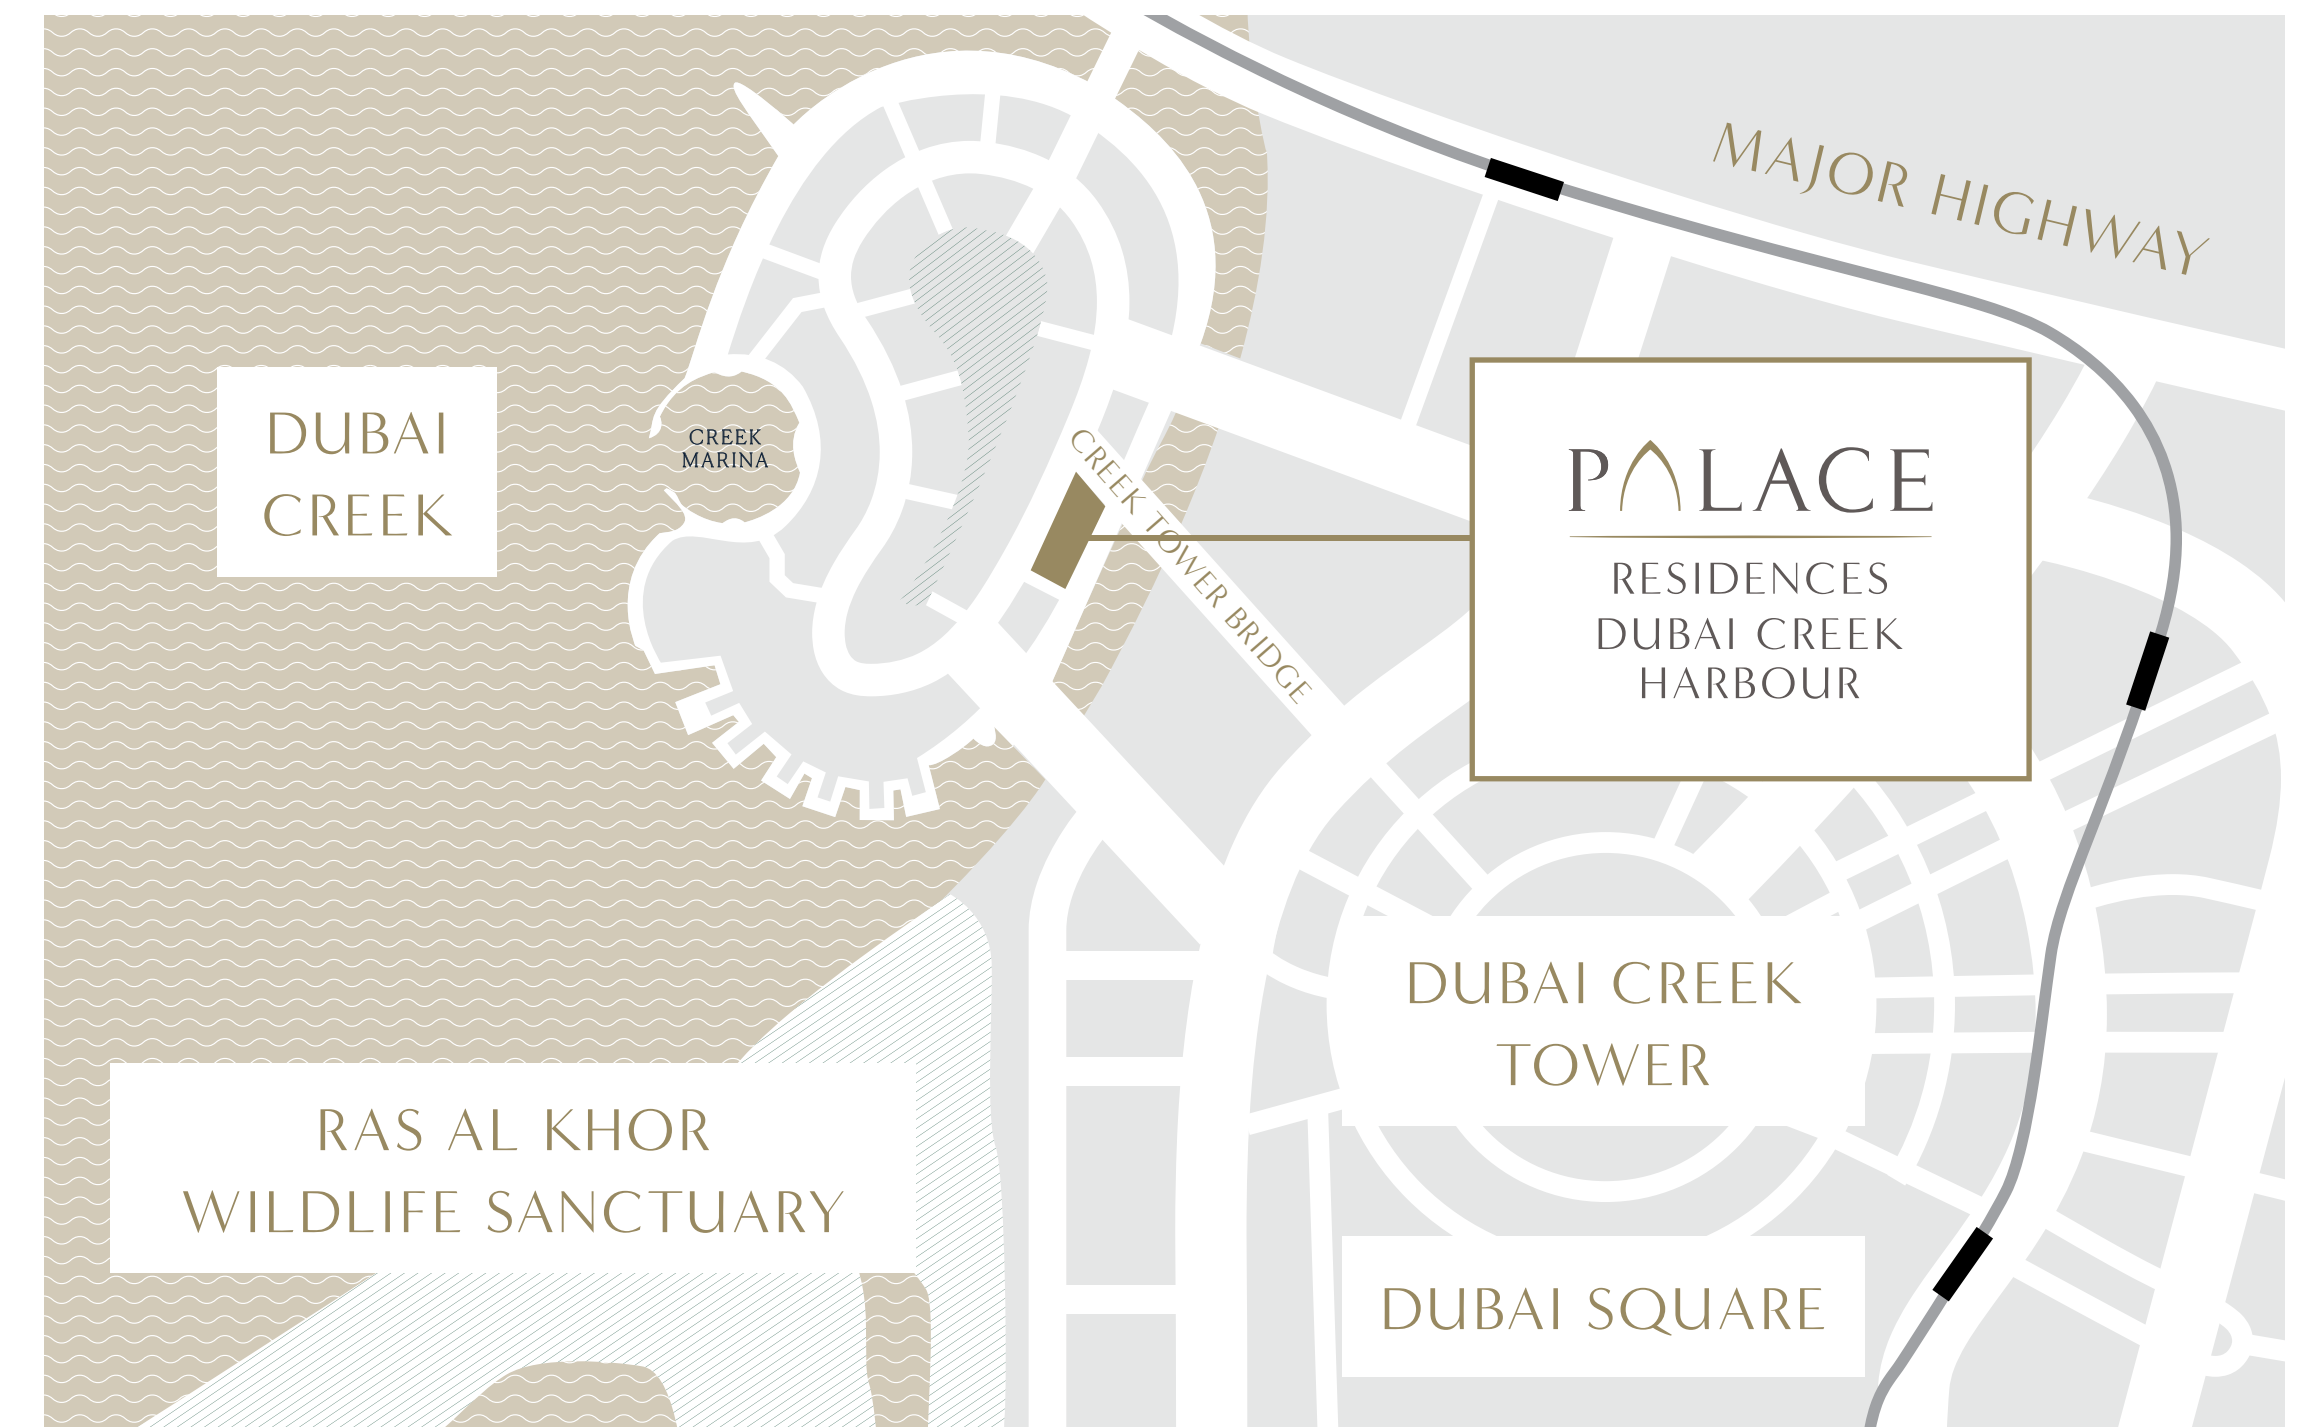 MAJOR HIGHWAY
DUBAI
CREEK
CREEK
MARINA
CREEK TOWER BRIDGE
PALACE
RESIDENCES
DUBAI CREEK
HARBOUR
DUBAI CREEK
TOWER
RAS AL KHOR
WILDLIFE SANCTUARY
DUBAI SQUARE